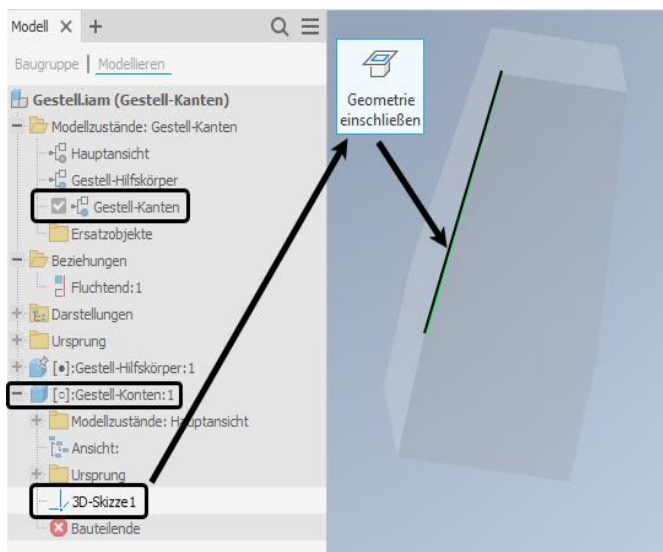 Modell × +
Baugruppe | Modellieren
Gestell.iam (Gestell-Kanten)
Modellzustände: Gestell-Kanten
Hauptansicht
Gestell-Hilfskörper
Gestell-Kanten
Ersatzobjekte
Beziehungen
Fluchtend:1
Darstellungen
Ursprung
[●]:Gestell-Hilfskörper:1
[○]:Gestell-Konten:1
Modellzustände: Hauptansicht
Ansicht:
Ursprung
3D-Skizze1
Bauteilende
Geometrie
einschließen